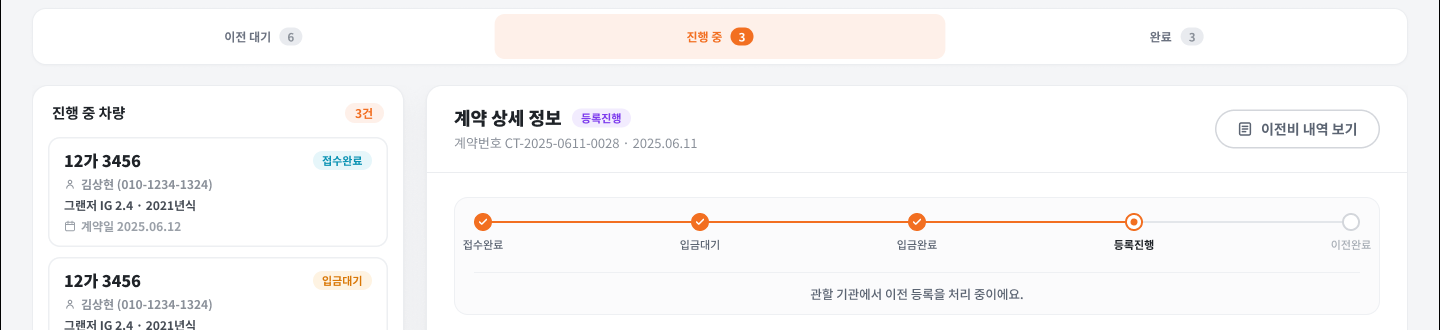 이전 대기 6
진행 중 3
완료 3
진행 중 차량 3건
12가 3456 접수완료
김상현 (010-1234-1324)
그랜저 IG 2.4 · 2021년식
계약일 2025.06.12
12가 3456 입금대기
김상현 (010-1234-1324)
그랜저 IG 2.4 · 2021년식
계약 상세 정보 등록진행
계약번호 CT-2025-0611-0028 · 2025.06.11
이전비 내역 보기
접수완료 입금대기 입금완료 등록진행 이전완료
관할 기관에서 이전 등록을 처리 중이에요.